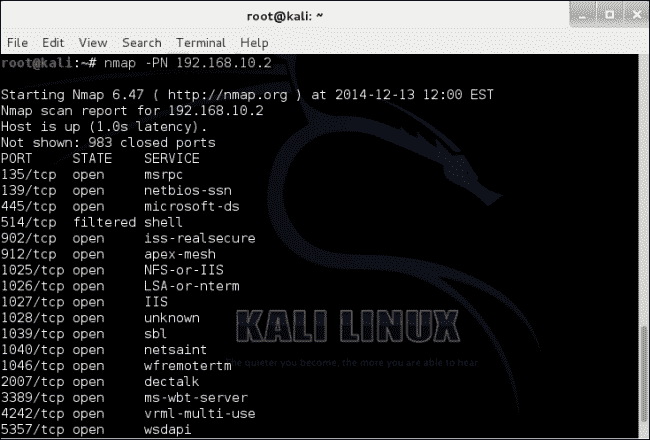 root@kali: ~
File Edit View Search Terminal Help
root@kali:~# nmap -PN 192.168.10.2
Starting Nmap 6.47 ( http://nmap.org ) at 2014-12-13 12:00 EST
Nmap scan report for 192.168.10.2
Host is up (1.0s latency).
Not shown: 983 closed ports
PORT STATE SERVICE
135/tcp open msrpc
139/tcp open netbios-ssn
445/tcp open microsoft-ds
514/tcp filtered shell
902/tcp open iss-realsecure
912/tcp open apex-mesh
1025/tcp open NFS-or-IIS
1026/tcp open LSA-or-nterm
1027/tcp open IIS
1028/tcp open unknown
1039/tcp open sbl
1040/tcp open netsaint
1046/tcp open wfremotertm
2007/tcp open dectalk
3389/tcp open ms-wbt-server
4242/tcp open vrml-multi-use
5357/tcp open wsdapi
KALI LINUX
The quieter you become, the more you are able to hear